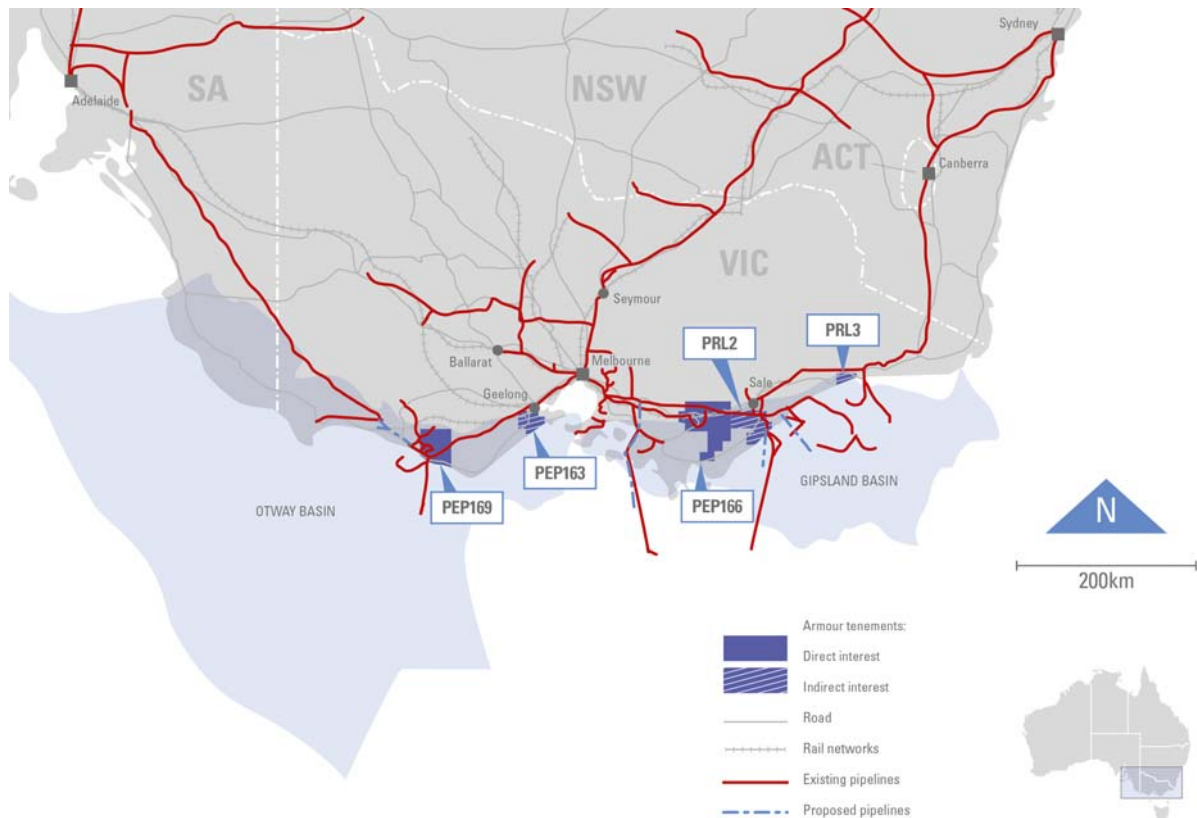 Sydney
Adelaide
SA
NSW
ACT
Canberra
VIC
Seymour
PRL3
PRL2
Ballarat
Melbourne
Sale
Geelong
PEP163
PEP169
PEP166
GIPSLAND BASIN
OTWAY BASIN
N
200km
Armour tenements:
Direct interest
Indirect interest
Road
Rail networks
Existing pipelines
Proposed pipelines